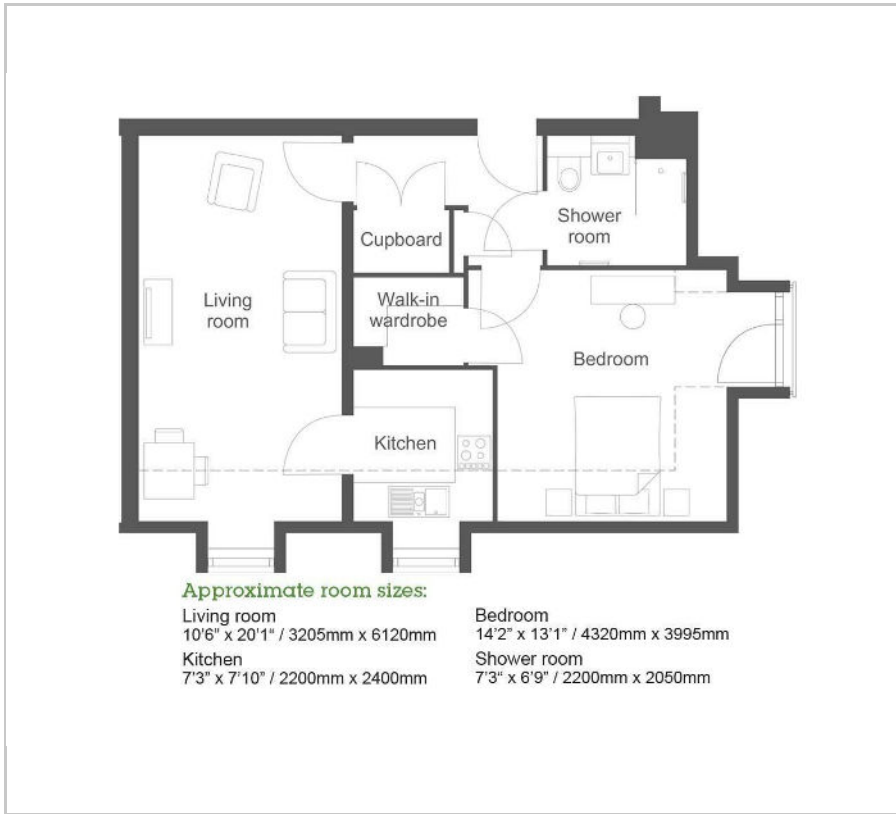 Living
room
Cupboard
Walk-in
wardrobe
Kitchen
Shower
room
Bedroom
Approximate room sizes:
Living room
10'6" x 20'1" / 3205mm x 6120mm
Kitchen
7'3" x 7'10" / 2200mm x 2400mm
Bedroom
14'2" x 13'1" / 4320mm x 3995mm
Shower room
7'3" x 6'9" / 2200mm x 2050mm